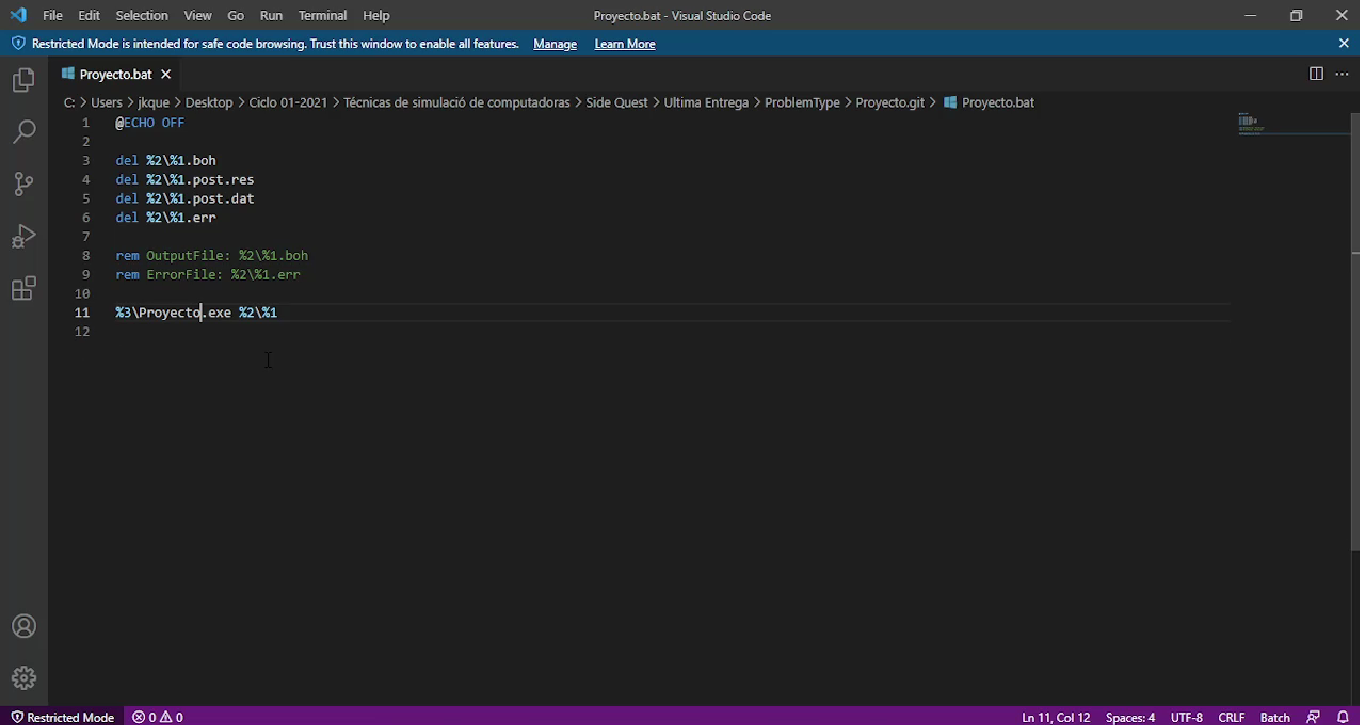 File Edit Selection View Go Run Terminal Help Proyecto.bat - Visual Studio Code
Restricted Mode is intended for safe code browsing. Trust this window to enable all features. Manage Learn More
Proyecto.bat
C: > Users > jkque > Desktop > Ciclo 01-2021 > Técnicas de simulació de computadoras > Side Quest > Ultima Entrega > ProblemType > Proyecto.git > Proyecto.bat
1 @ECHO OFF
2
3 del %2\%1.boh
4 del %2\%1.post.res
5 del %2\%1.post.dat
6 del %2\%1.err
7
8 rem OutputFile: %2\%1.boh
9 rem ErrorFile: %2\%1.err
10
11 %3\Proyecto.exe %2\%1
12
Restricted Mode 0 0 Ln 11, Col 12 Spaces: 4 UTF-8 CRLF Batch